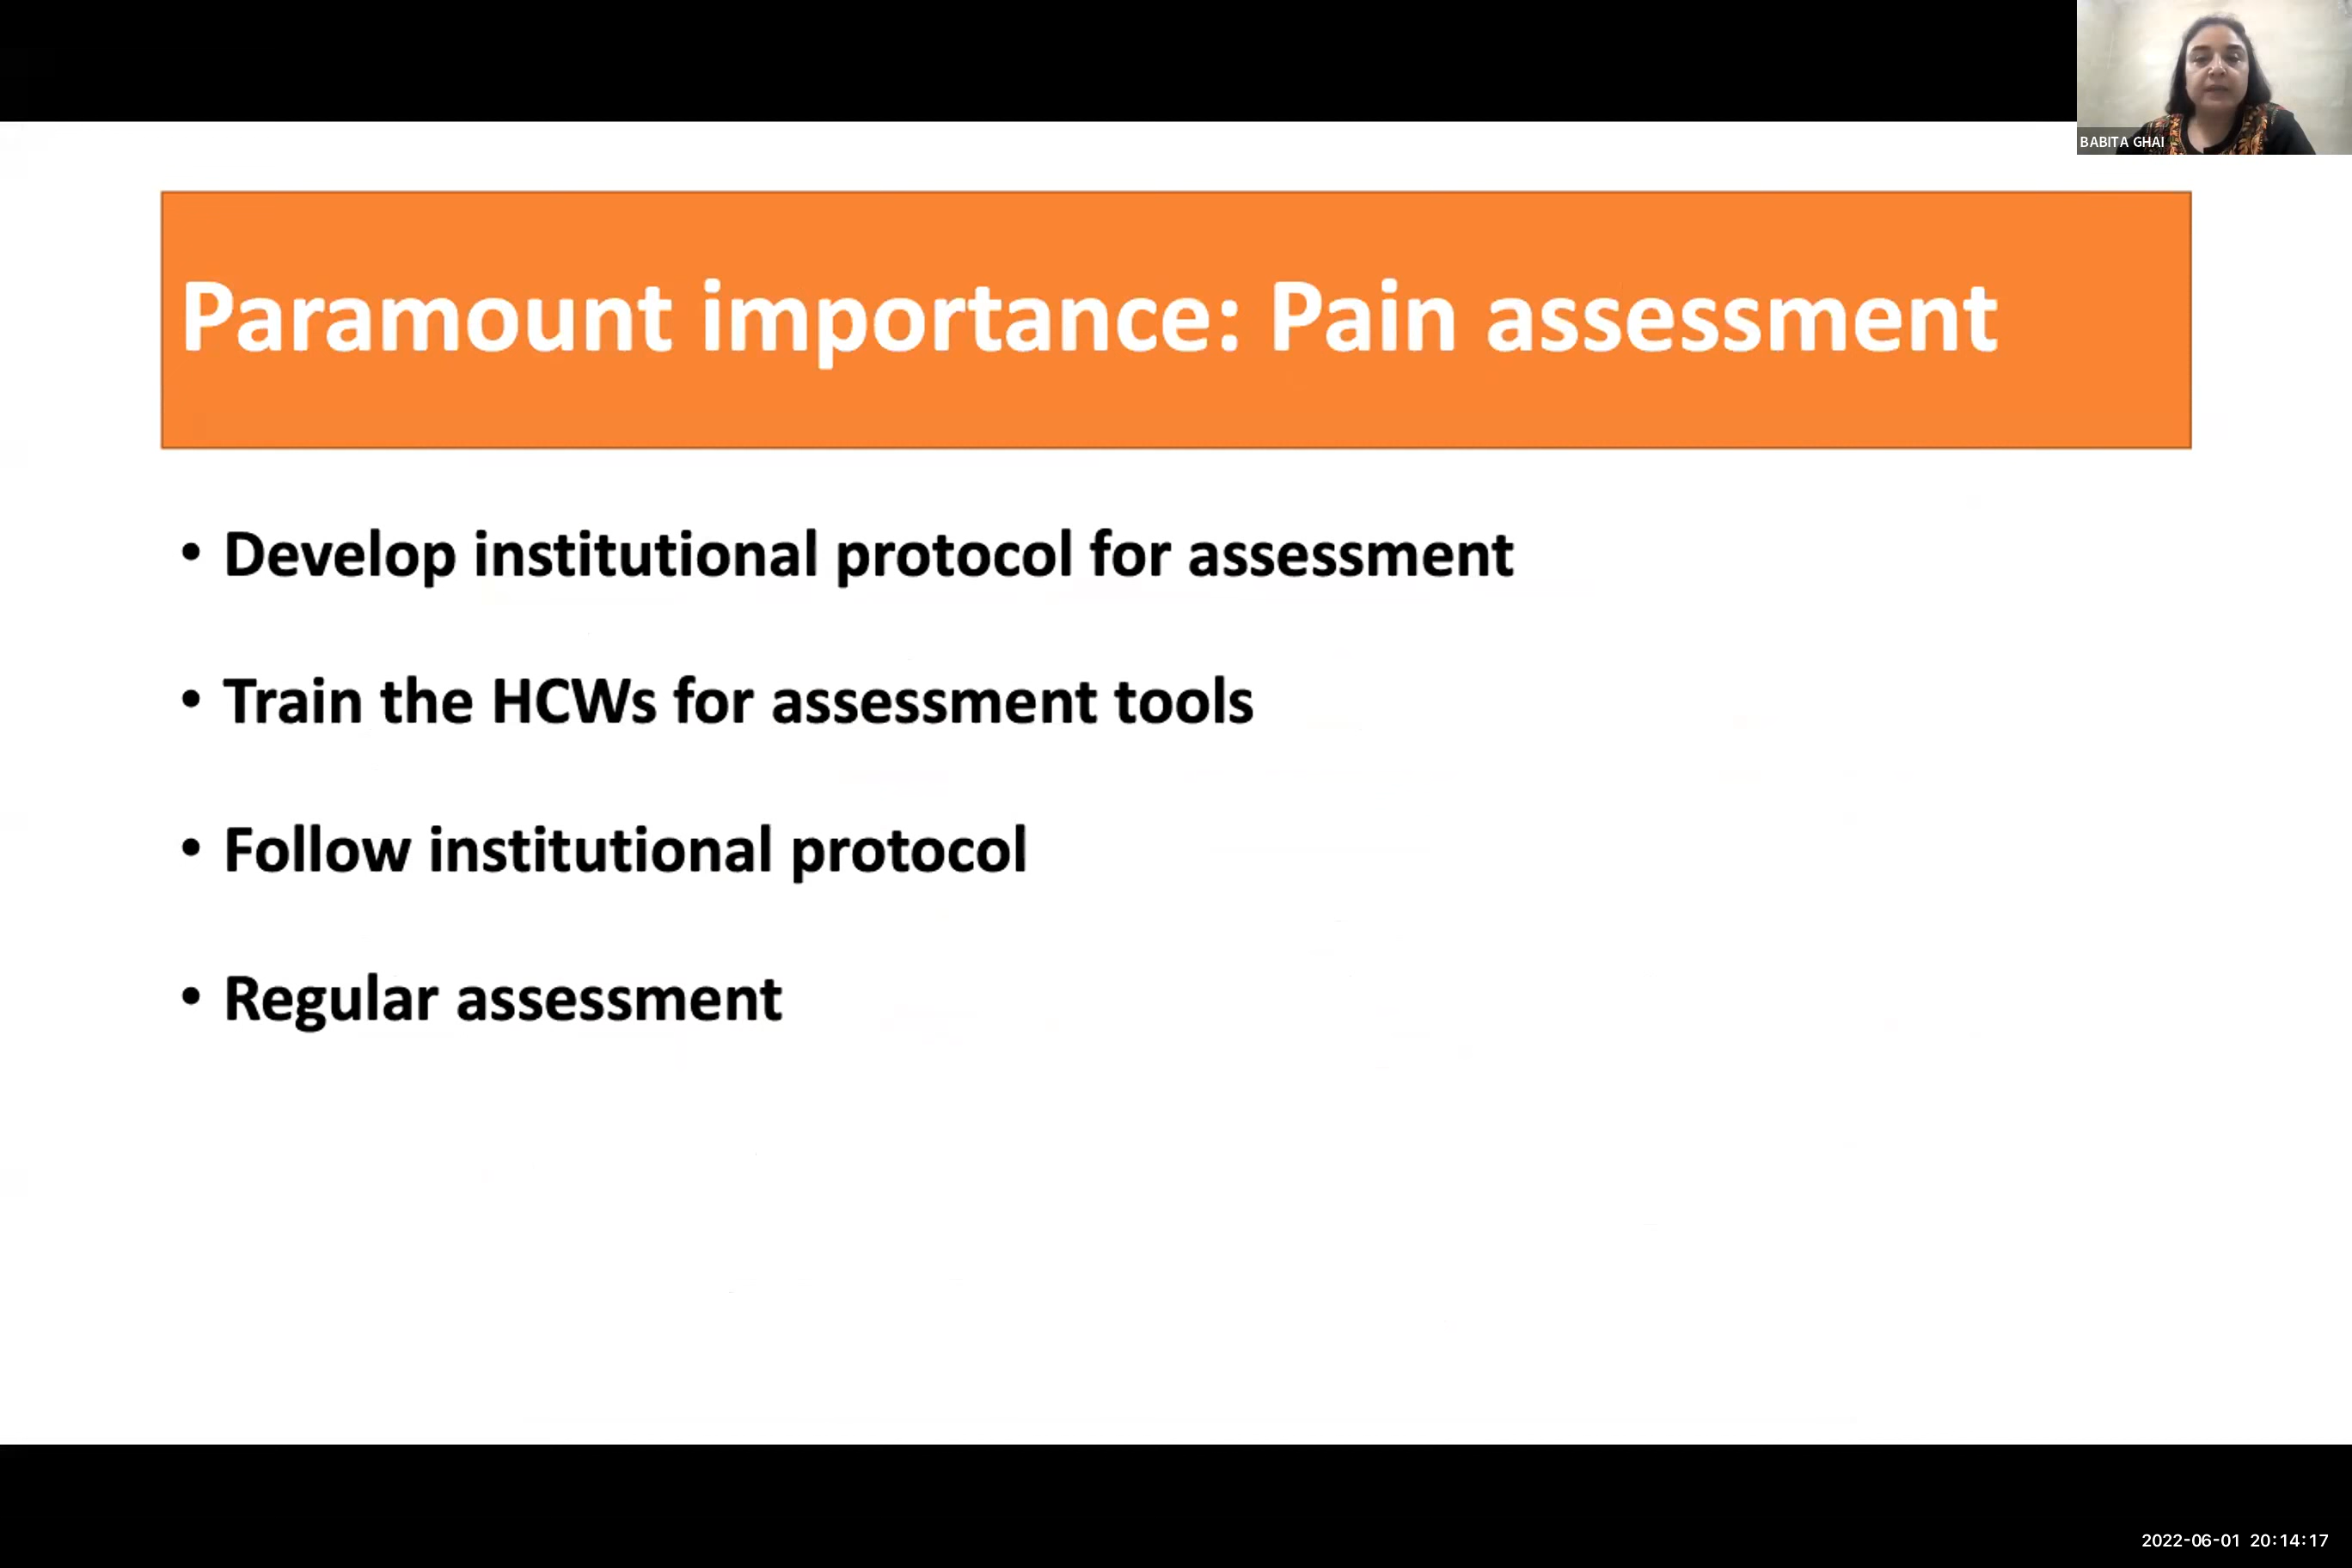 BABITA GHAI
Paramount importance: Pain assessment
• Develop institutional protocol for assessment
• Train the HCWs for assessment tools
• Follow institutional protocol
• Regular assessment
2022-06-01 20:14:17